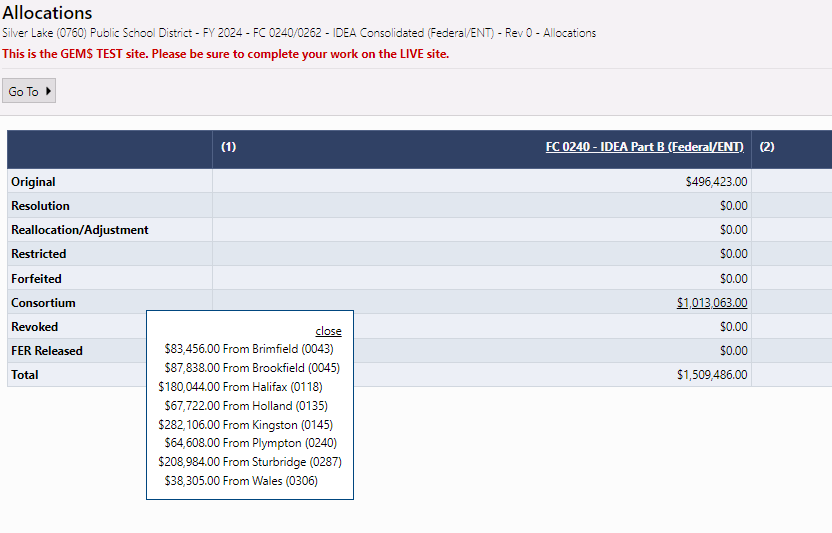 Allocations
Silver Lake (0760) Public School District - FY 2024 - FC 0240/0262 - IDEA Consolidated (Federal/ENT) - Rev 0 - Allocations
This is the GEM$ TEST site. Please be sure to complete your work on the LIVE site.
Go To
(1) FC 0240 - IDEA Part B (Federal/ENT) (2)
Original $496,423.00
Resolution $0.00
Reallocation/Adjustment $0.00
Restricted $0.00
Forfeited $0.00
Consortium $1,013,063.00
Revoked $0.00
FER Released $0.00
Total $1,509,486.00
close
$83,456.00 From Brimfield (0043)
$87,838.00 From Brookfield (0045)
$180,044.00 From Halifax (0118)
$67,722.00 From Holland (0135)
$282,106.00 From Kingston (0145)
$64,608.00 From Plympton (0240)
$208,984.00 From Sturbridge (0287)
$38,305.00 From Wales (0306)